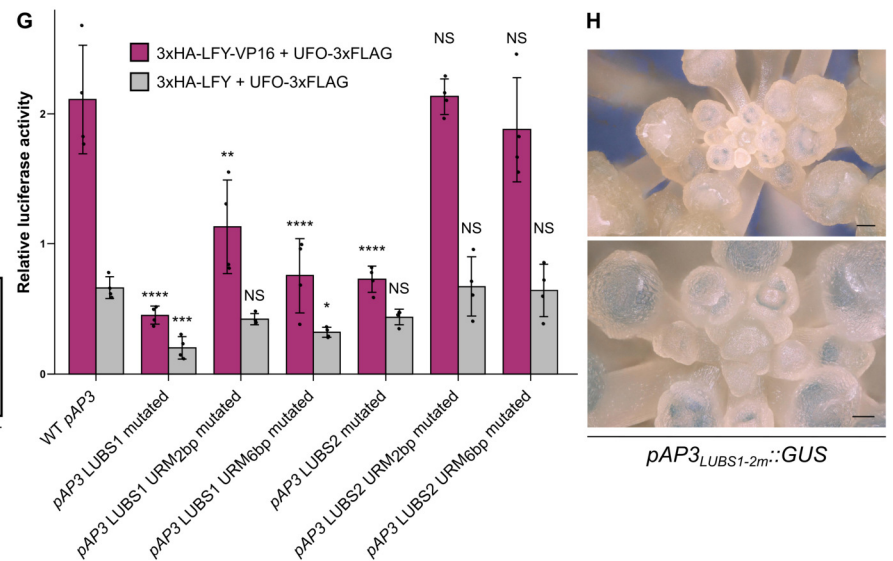 G
H
3xHA-LFY-VP16 + UFO-3xFLAG
3xHA-LFY + UFO-3xFLAG
Relative luciferase activity
2
1
0
**** 
***
**
NS
****
*
****
NS
NS
NS
NS
NS
WT pAP3
pAP3 LUBS1 mutated
pAP3 LUBS1 URM2bp mutated
pAP3 LUBS1 URM6bp mutated
pAP3 LUBS2 mutated
pAP3 LUBS2 URM2bp mutated
pAP3 LUBS2 URM6bp mutated
pAP3LUBS1-2m::GUS